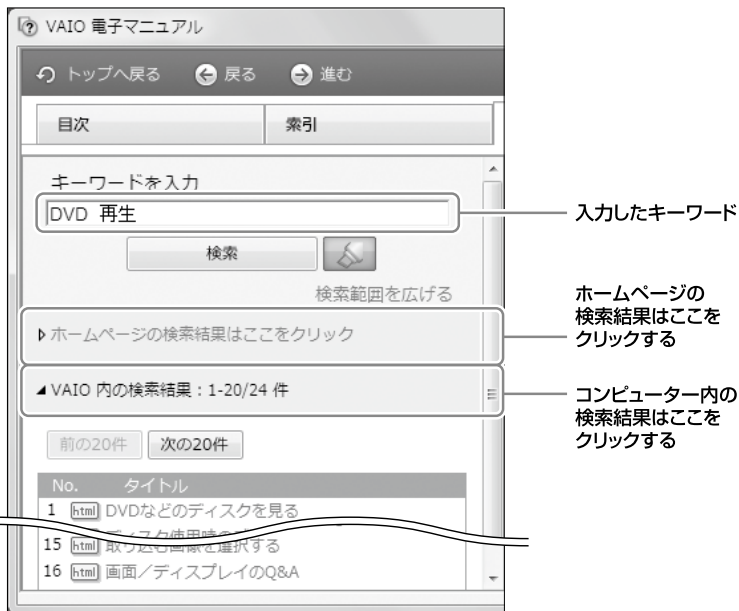 VAIO 電子マニュアル
トップへ戻る 戻る 進む
目次 索引
キーワードを入力
DVD 再生
入力したキーワード
検索
検索範囲を広げる
ホームページの検索結果はここをクリック
ホームページの
検索結果はここを
クリックする
VAIO 内の検索結果：1-20/24 件
コンピューター内の
検索結果はここを
クリックする
前の20件 次の20件
No. タイトル
1 html DVDなどのディスクを見る
15 html 取り込む画像を選択する
16 html 画面／ディスプレイのQ&A